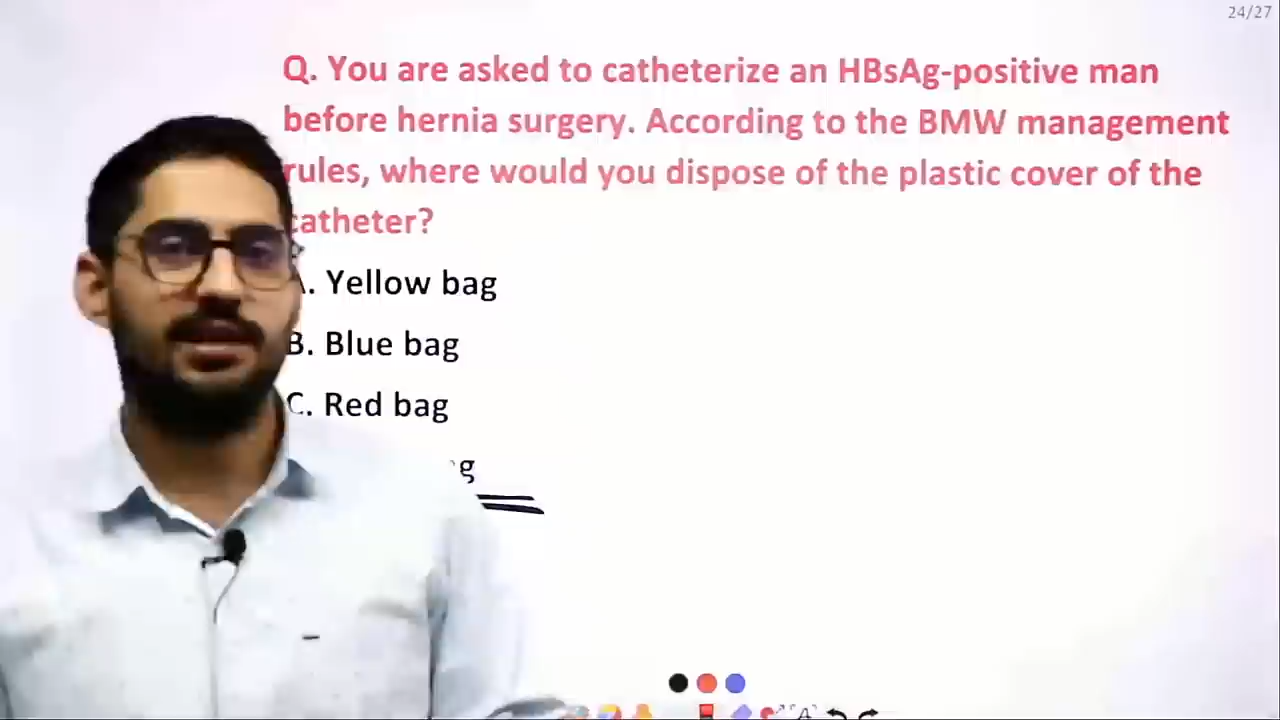 24/27
Q. You are asked to catheterize an HBsAg-positive man
before hernia surgery. According to the BMW management
rules, where would you dispose of the plastic cover of the
catheter?
A. Yellow bag
B. Blue bag
C. Red bag